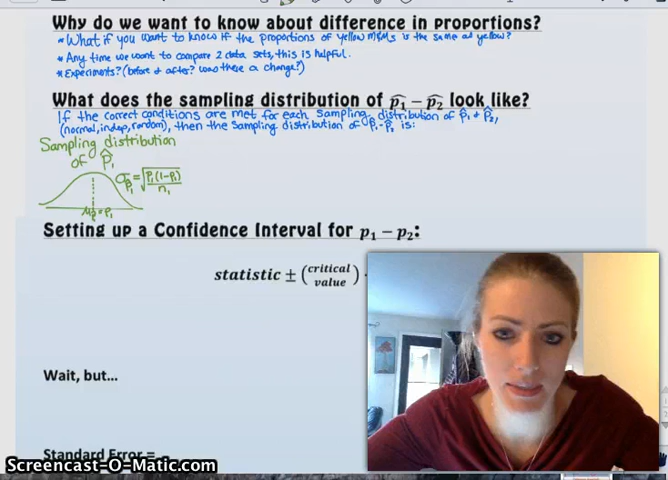 Why do we want to know about difference in proportions?
*What if you want to know if the proportions of yellow M&Ms is the same as yellow?
*Any time we want to compare 2 data sets, this is helpful.
*Experiments? (before & after? was there a change?)
What does the sampling distribution of p̂₁ − p̂₂ look like?
If the correct conditions are met for each sampling distribution of p̂₁ & p̂₂,
(normal, indep, random), then the sampling distribution of p̂₁ - p̂₂ is:
Sampling distribution
of p̂₁
σp̂₁ = √(p₁(1-p₁)/n₁)
μp̂ = p₁
Setting up a Confidence Interval for p₁ − p₂:
statistic ± (critical value)
Wait, but...
Standard Error =
Screencast-O-Matic.com